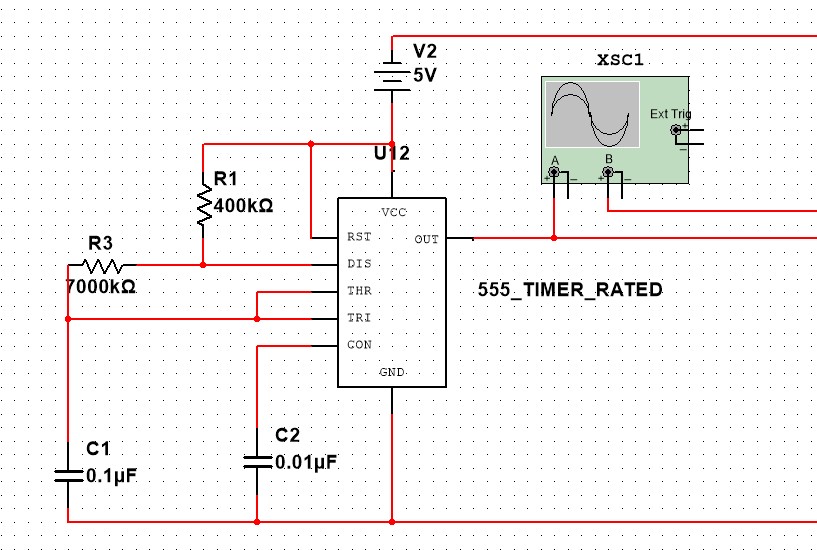 V2
5V
XSC1
Ext Trig
+
_
A
B
+
_
+
_
U12
R1
400kΩ
VCC
RST
OUT
R3
DIS
7000kΩ
THR
555_TIMER_RATED
TRI
CON
GND
C1
0.1µF
C2
0.01µF